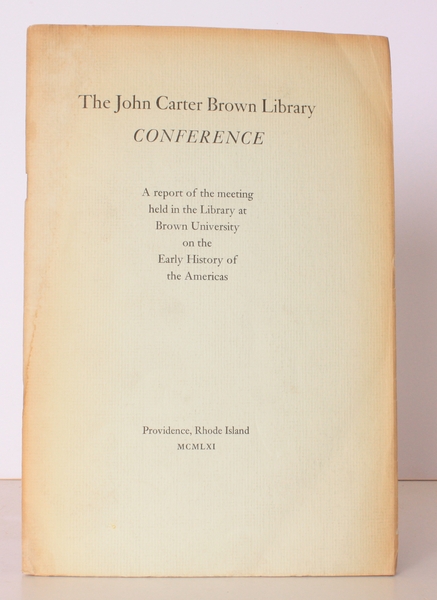 The John Carter Brown Library
CONFERENCE
A report of the meeting
held in the Library at
Brown University
on the
Early History of
the Americas
Providence, Rhode Island
MCMLXI